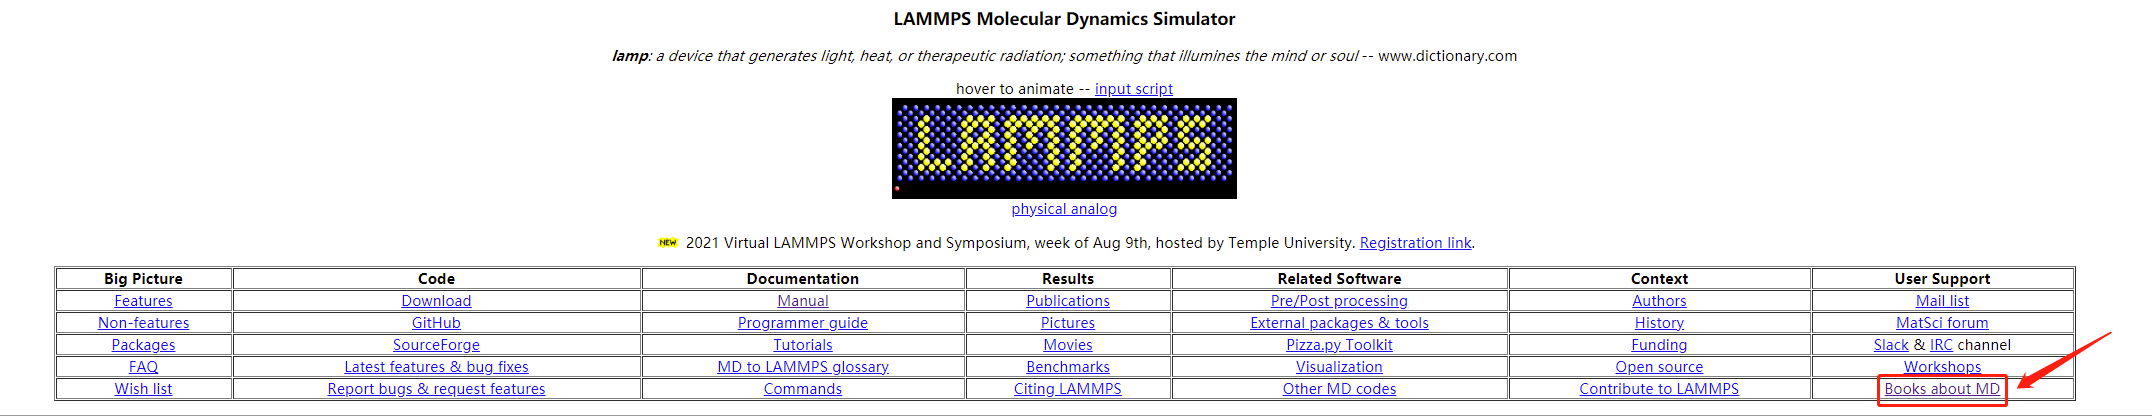 LAMMPS Molecular Dynamics Simulator
lamp: a device that generates light, heat, or therapeutic radiation; something that illumines the mind or soul -- www.dictionary.com
hover to animate -- input script
LAMMPS
physical analog
NEW 2021 Virtual LAMMPS Workshop and Symposium, week of Aug 9th, hosted by Temple University. Registration link.
Big Picture Code Documentation Results Related Software Context User Support
Features Download Manual Publications Pre/Post processing Authors Mail list
Non-features GitHub Programmer guide Pictures External packages & tools History MatSci forum
Packages SourceForge Tutorials Movies Pizza.py Toolkit Funding Slack & IRC channel
FAQ Latest features & bug fixes MD to LAMMPS glossary Benchmarks Visualization Open source Workshops
Wish list Report bugs & request features Commands Citing LAMMPS Other MD codes Contribute to LAMMPS Books about MD